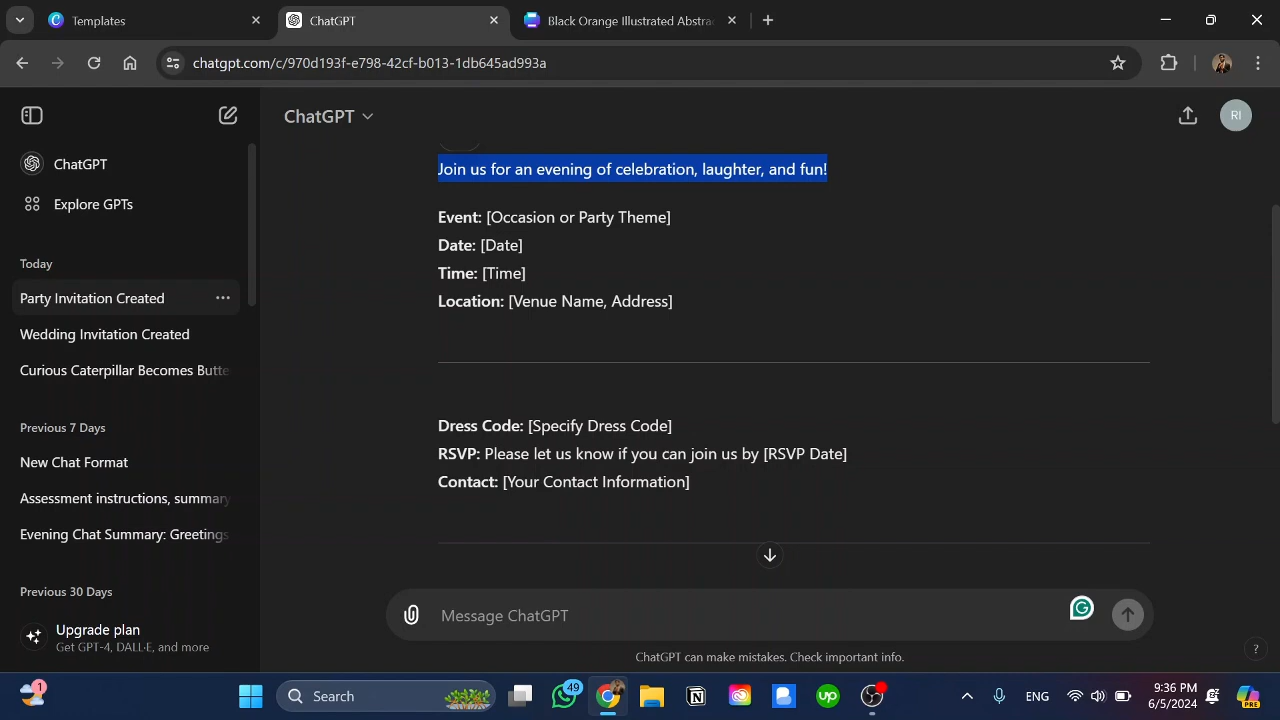 Templates
ChatGPT
Black Orange Illustrated Abstra
chatgpt.com/c/970d193f-e798-42cf-b013-1db645ad993a
ChatGPT
RI
ChatGPT
Explore GPTs
Today
Party Invitation Created
Wedding Invitation Created
Curious Caterpillar Becomes Butte
Previous 7 Days
New Chat Format
Assessment instructions, summary
Evening Chat Summary: Greetings
Previous 30 Days
Upgrade plan
Get GPT-4, DALL·E, and more
Join us for an evening of celebration, laughter, and fun!
Event: [Occasion or Party Theme]
Date: [Date]
Time: [Time]
Location: [Venue Name, Address]
Dress Code: [Specify Dress Code]
RSVP: Please let us know if you can join us by [RSVP Date]
Contact: [Your Contact Information]
Message ChatGPT
ChatGPT can make mistakes. Check important info.
?
1
Search
49
up
ENG
9:36 PM
6/5/2024
PRE